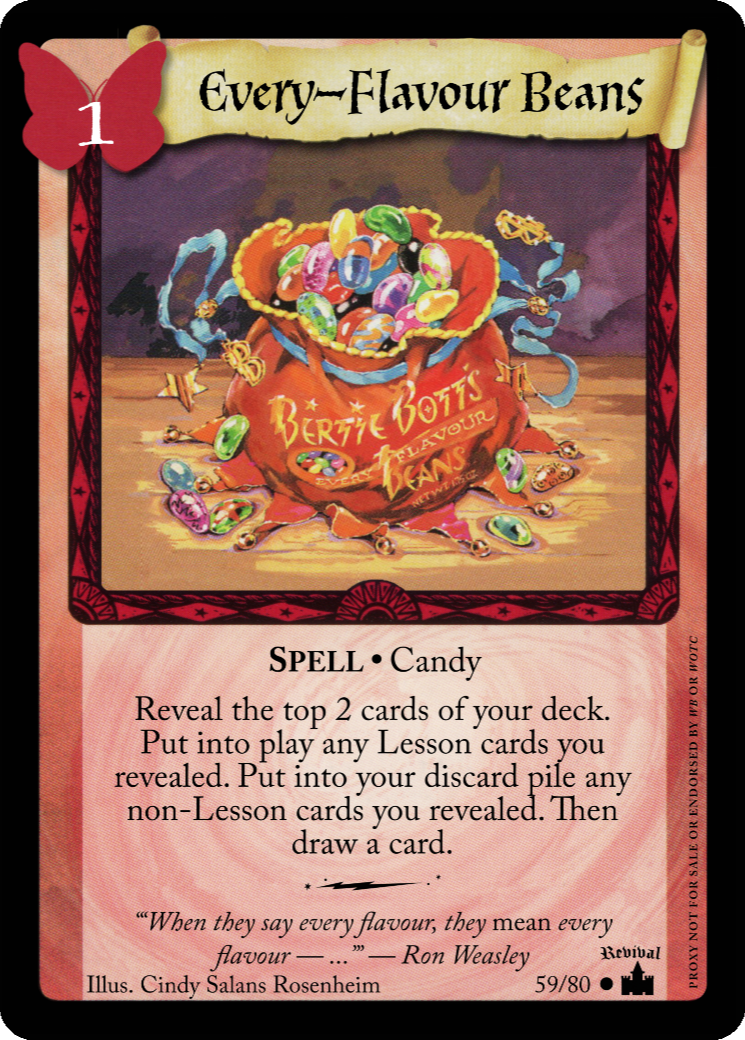 1
Every–Flavour Beans
BERTIE BOTT'S
EVERY FLAVOUR
BEANS
SPELL • Candy
Reveal the top 2 cards of your deck.
Put into play any Lesson cards you
revealed. Put into your discard pile any
non-Lesson cards you revealed. Then
draw a card.
“‘When they say every flavour, they mean every
flavour — ...’” — Ron Weasley
Revival
Illus. Cindy Salans Rosenheim
59/80
PROXY NOT FOR SALE OR ENDORSED BY WB OR WOTC